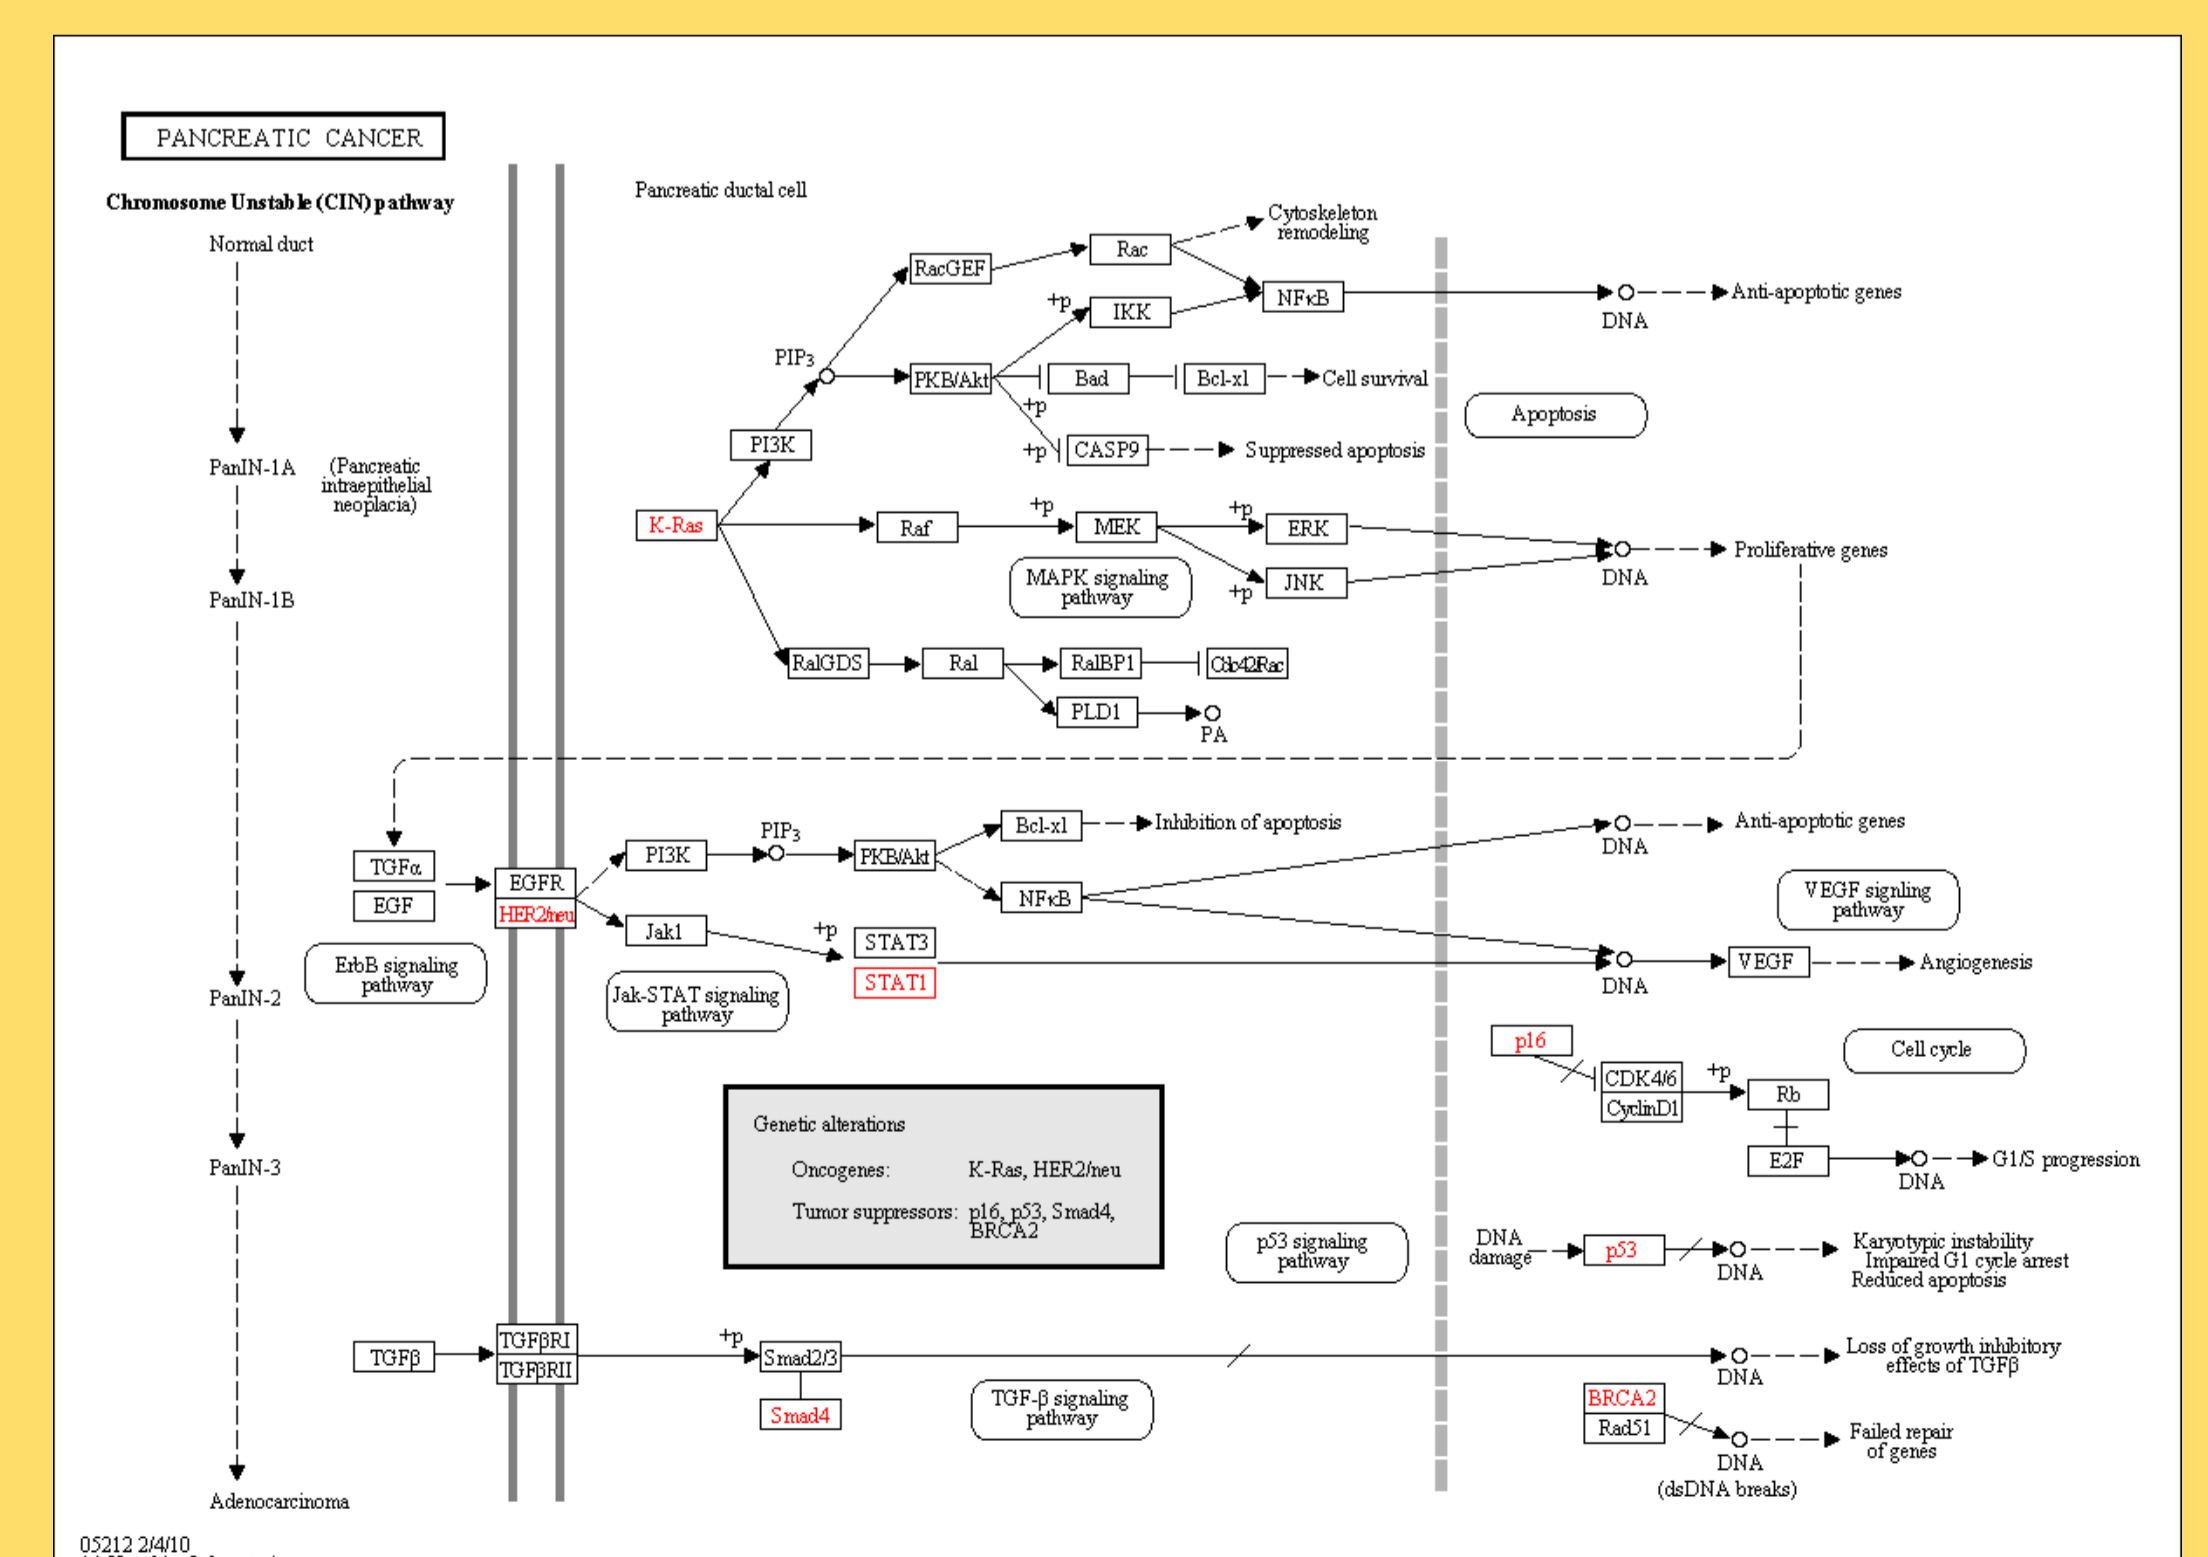 PANCREATIC CANCER
Chromosome Unstable (CIN) pathway
Normal duct
PanIN-1A
(Pancreatic
intraepithelial
neoplacia)
PanIN-1B
PanIN-2
PanIN-3
Adenocarcinoma
Pancreatic ductal cell
Cytoskeleton
remodeling
RacGEF
Rac
+p
IKK
NFκB
DNA
Anti-apoptotic genes
PIP3
PKB/Akt
Bad
Bcl-xl
Cell survival
+p
Apoptosis
PI3K
+p
CASP9
Suppressed apoptosis
K-Ras
Raf
+p
MEK
+p
ERK
DNA
Proliferative genes
MAPK signaling
pathway
+p
JNK
RalGDS
Ral
RalBP1
Cdc42/Rac
PLD1
PA
TGFα
EGF
EGFR
HER2/neu
ErbB signaling
pathway
PI3K
PIP3
PKB/Akt
Bcl-xl
Inhibition of apoptosis
NFκB
DNA
Anti-apoptotic genes
Jak1
+p
STAT3
STAT1
Jak-STAT signaling
pathway
DNA
VEGF
Angiogenesis
VEGF signling
pathway
p16
CDK4/6
CyclinD1
+p
Rb
E2F
DNA
G1/S progression
Cell cycle
Genetic alterations
Oncogenes: K-Ras, HER2/neu
Tumor suppressors: p16, p53, Smad4,
BRCA2
p53 signaling
pathway
DNA
damage
p53
DNA
Karyotypic instability
Impaired G1 cycle arrest
Reduced apoptosis
TGFβ
TGFβRI
TGFβRII
+p
Smad2/3
Smad4
TGF-β signaling
pathway
DNA
Loss of growth inhibitory
effects of TGFβ
BRCA2
Rad51
DNA
(dsDNA breaks)
Failed repair
of genes
05212 2/4/10